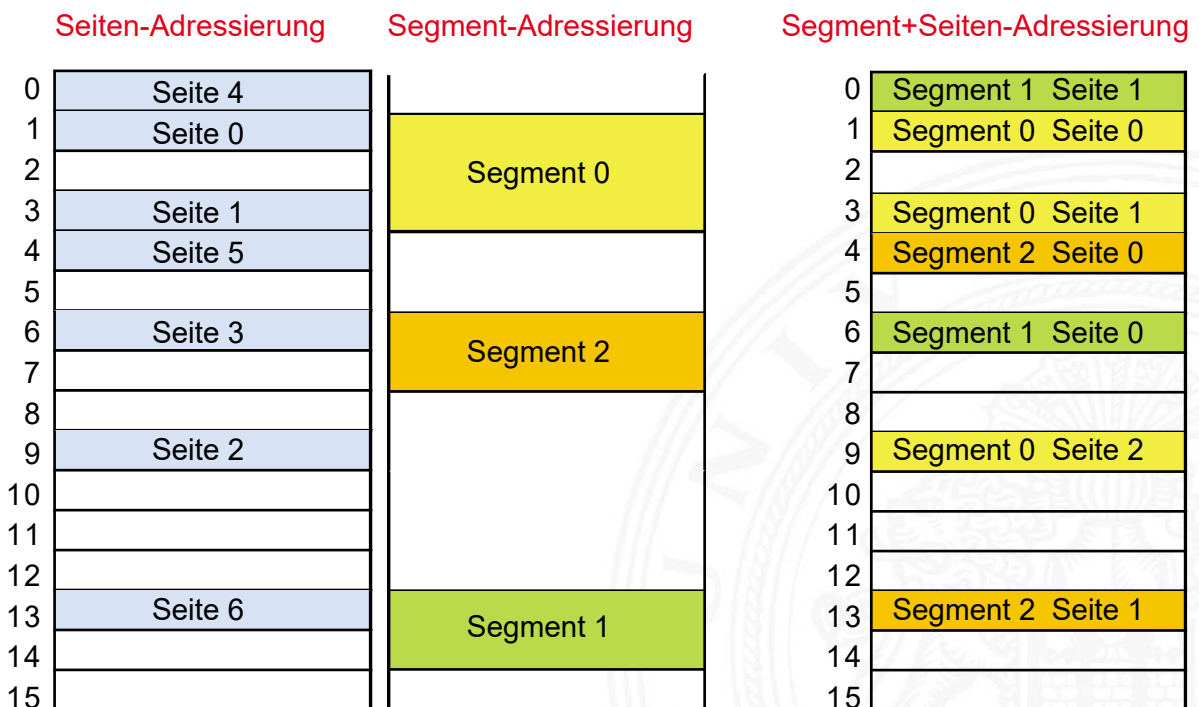 Seiten-Adressierung Segment-Adressierung Segment+Seiten-Adressierung
0 Seite 4 0 Segment 1 Seite 1
1 Seite 0 1 Segment 0 Seite 0
2 Segment 0 2
3 Seite 1 3 Segment 0 Seite 1
4 Seite 5 4 Segment 2 Seite 0
5 5
6 Seite 3 6 Segment 1 Seite 0
Segment 2
7 7
8 8
9 Seite 2 9 Segment 0 Seite 2
10 10
11 11
12 12
13 Seite 6 13 Segment 2 Seite 1
Segment 1
14 14
15 15
U N I V